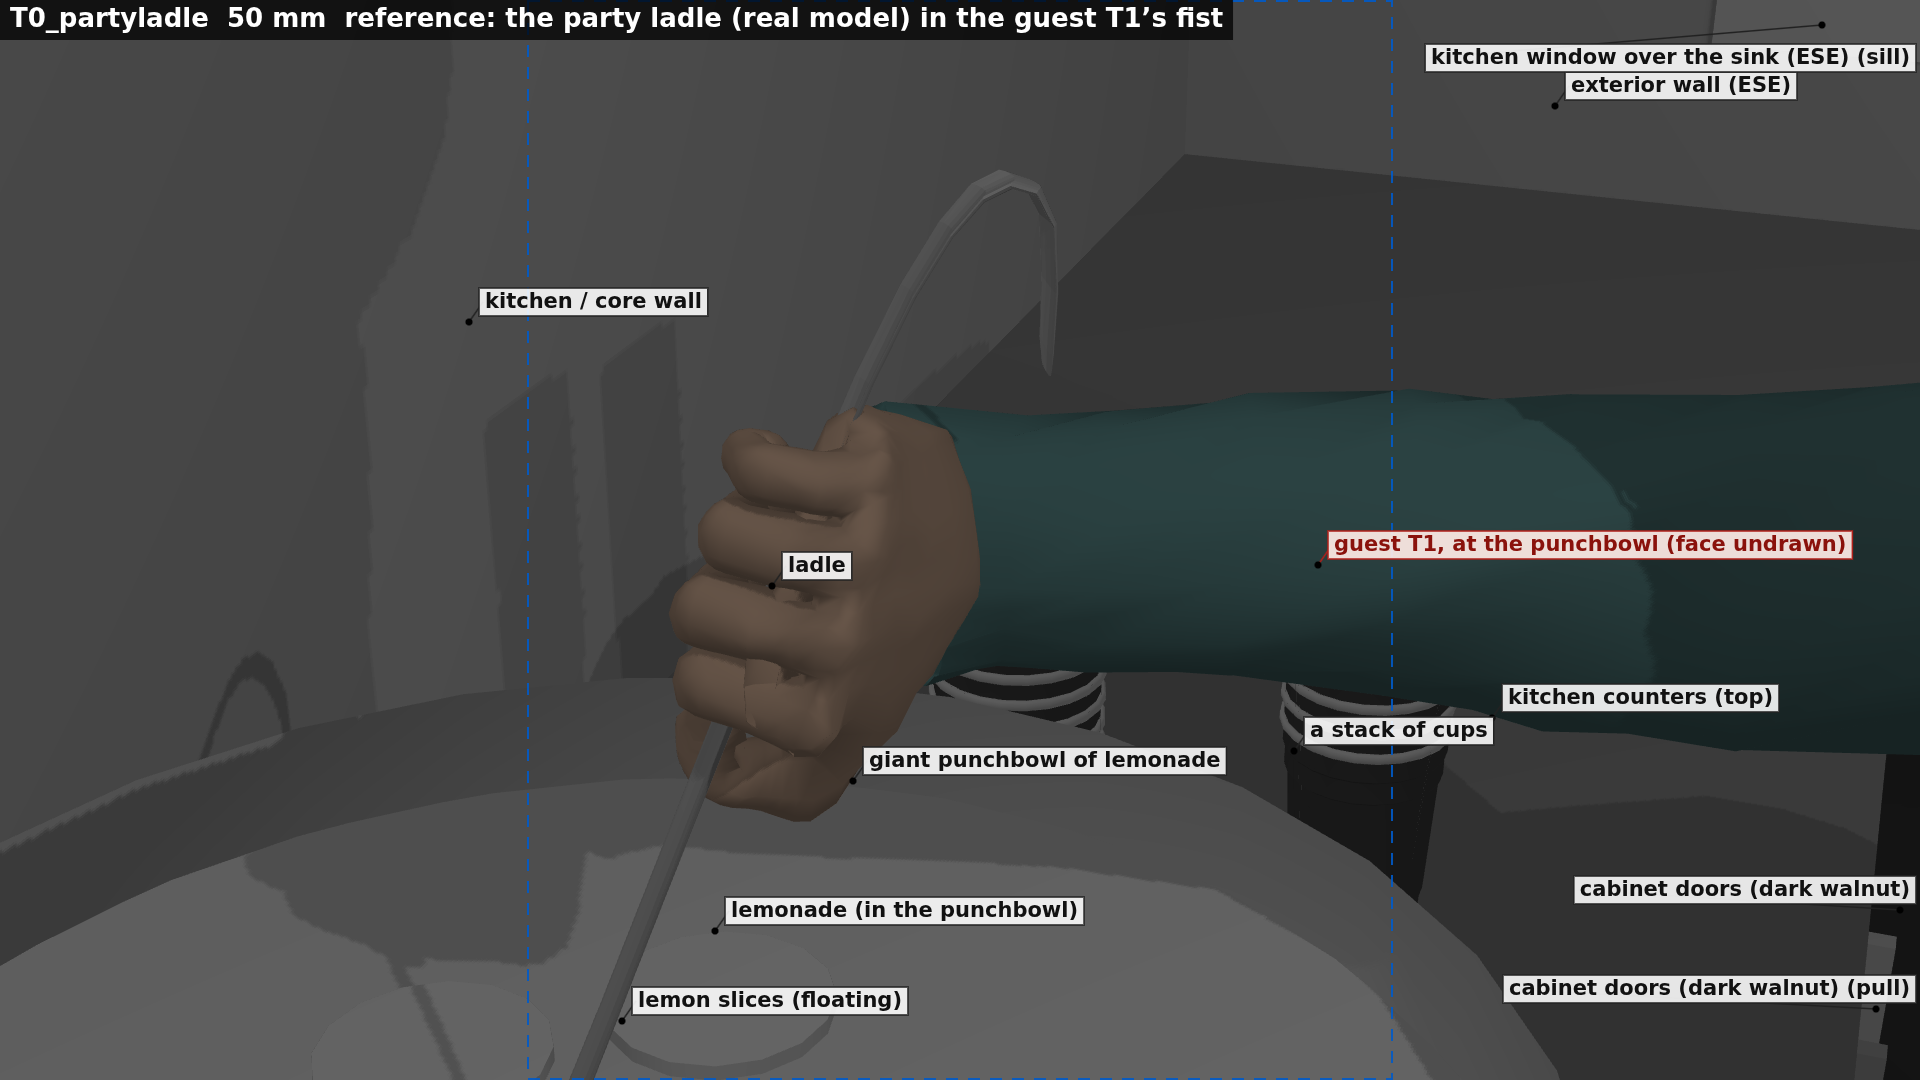 T0_partyladle  50 mm  reference: the party ladle (real model) in the guest T1’s fist
kitchen window over the sink (ESE) (sill)
exterior wall (ESE)
kitchen / core wall
guest T1, at the punchbowl (face undrawn)
ladle
kitchen counters (top)
a stack of cups
giant punchbowl of lemonade
cabinet doors (dark walnut)
lemonade (in the punchbowl)
cabinet doors (dark walnut) (pull)
lemon slices (floating)